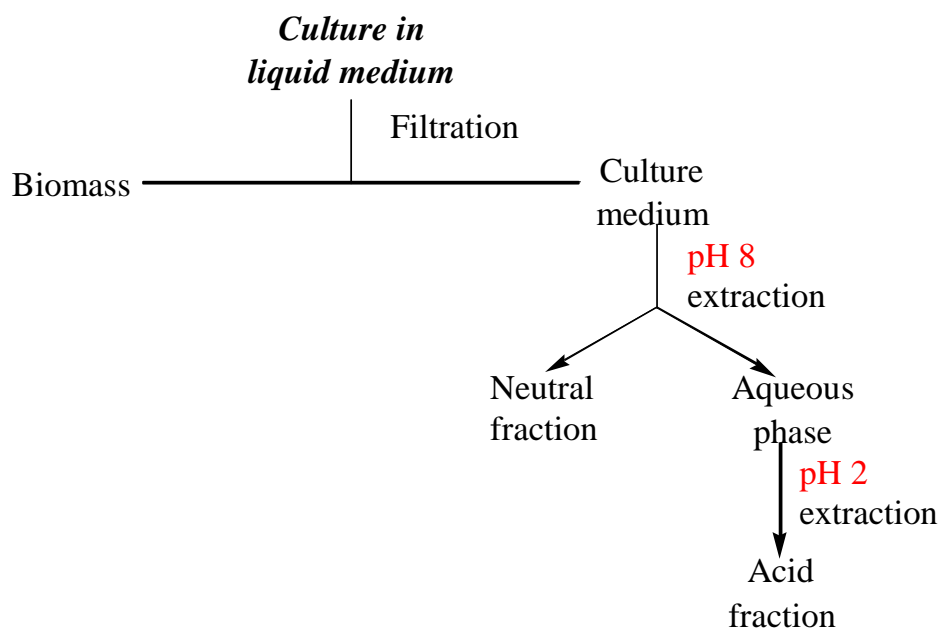 Culture in
liquid medium
Filtration
Biomass
Culture
medium
pH 8
extraction
Neutral
fraction
Aqueous
phase
pH 2
extraction
Acid
fraction